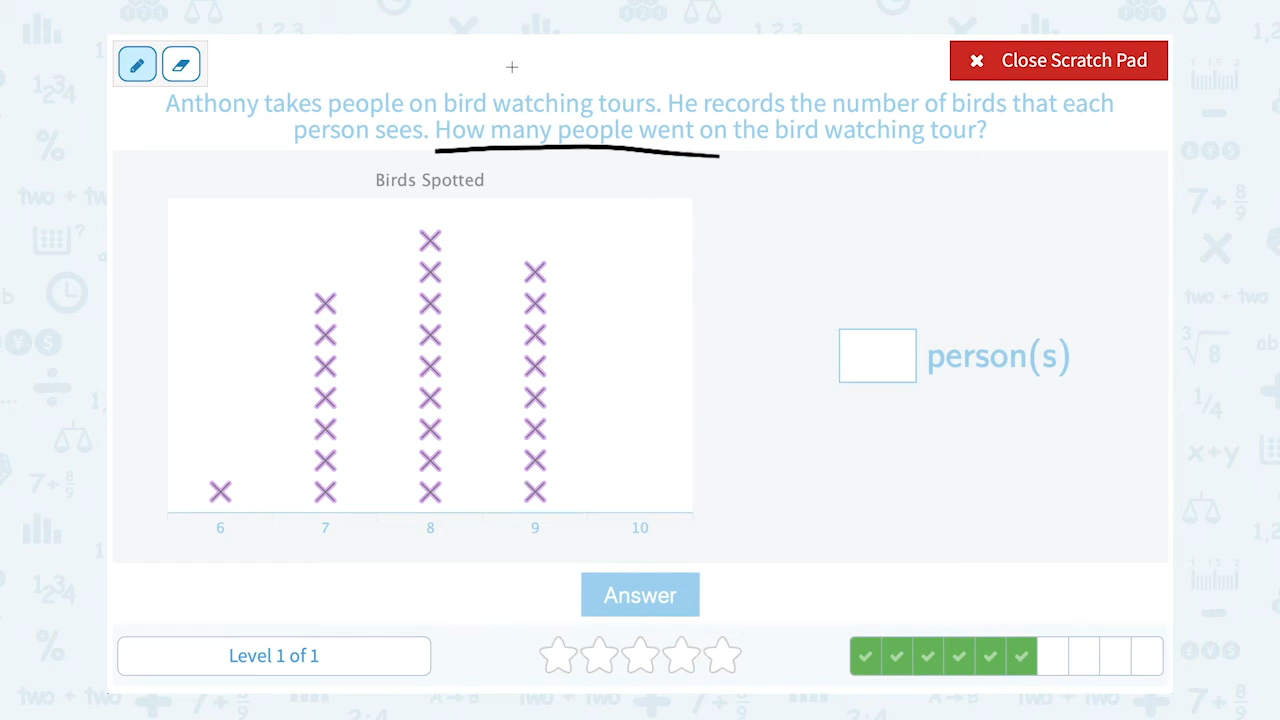 Close Scratch Pad
Anthony takes people on bird watching tours. He records the number of birds that each
person sees. How many people went on the bird watching tour?
Birds Spotted
6 7 8 9 10
person(s)
Answer
Level 1 of 1